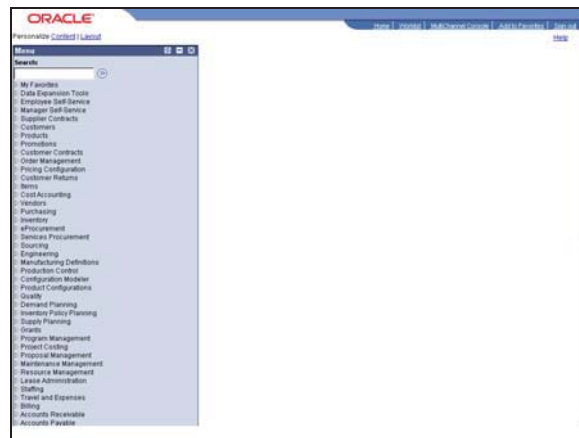 ORACLE
Home | Worklist | MultiChannel Console | Add to Favorites | Sign out
Personalize Content | Layout
Help
Menu
Search:
My Favorites
Data Expansion Tools
Employee Self-Service
Manager Self-Service
Supplier Contracts
Customers
Products
Promotions
Customer Contracts
Order Management
Pricing Configuration
Customer Returns
Items
Cost Accounting
Vendors
Purchasing
Inventory
eProcurement
Services Procurement
Sourcing
Engineering
Manufacturing Definitions
Production Control
Configuration Modeler
Product Configurations
Quality
Demand Planning
Inventory Policy Planning
Supply Planning
Grants
Program Management
Project Costing
Proposal Management
Maintenance Management
Resource Management
Lease Administration
Staffing
Travel and Expenses
Billing
Accounts Receivable
Accounts Payable